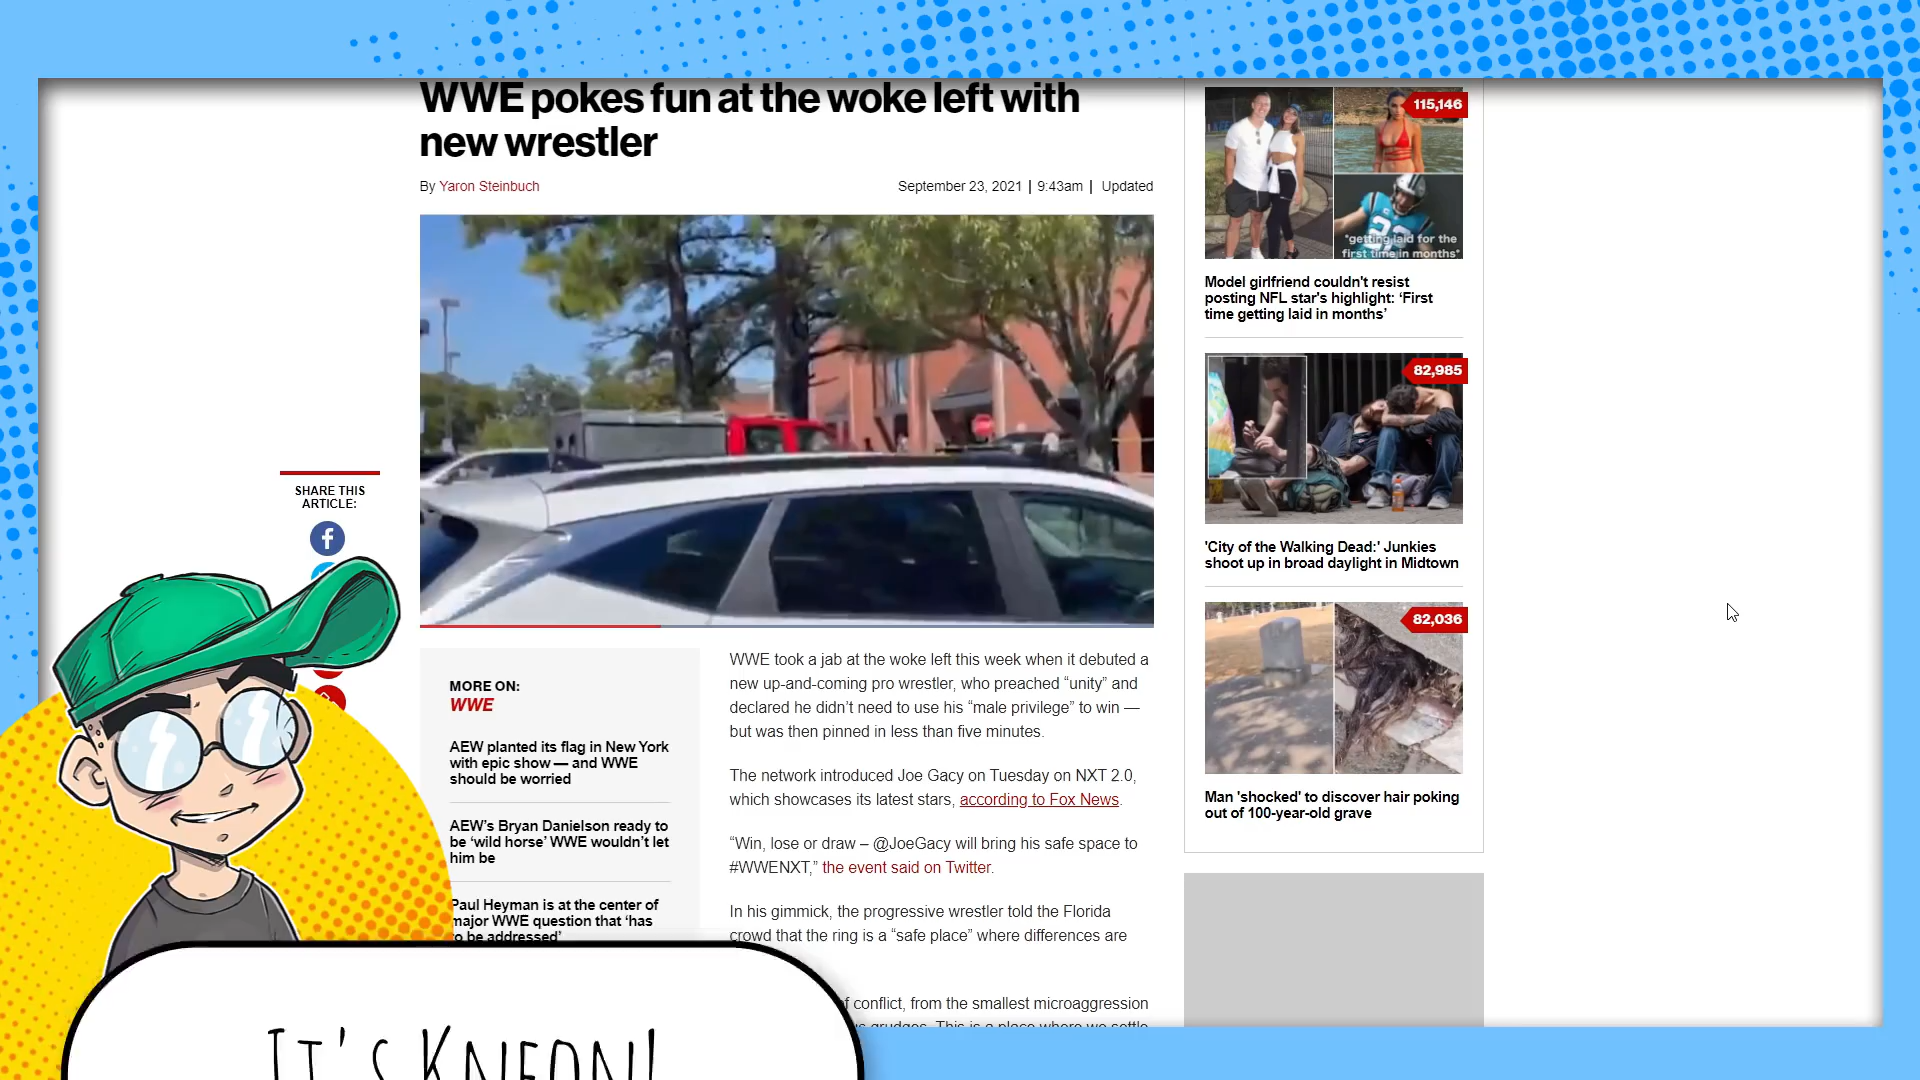 WWE pokes fun at the woke left with
new wrestler
By Yaron Steinbuch
September 23, 2021 | 9:43am | Updated
SHARE THIS
ARTICLE:
MORE ON:
WWE
AEW planted its flag in New York
with epic show — and WWE
should be worried
AEW’s Bryan Danielson ready to
be ‘wild horse’ WWE wouldn’t let
him be
Paul Heyman is at the center of
major WWE question that ‘has
to be addressed’
WWE took a jab at the woke left this week when it debuted a
new up-and-coming pro wrestler, who preached “unity” and
declared he didn’t need to use his “male privilege” to win —
but was then pinned in less than five minutes.
The network introduced Joe Gacy on Tuesday on NXT 2.0,
which showcases its latest stars, according to Fox News.
“Win, lose or draw – @JoeGacy will bring his safe space to
#WWENXT,” the event said on Twitter.
In his gimmick, the progressive wrestler told the Florida
crowd that the ring is a “safe place” where differences are
of conflict, from the smallest microaggression
grudges. This is a place where we settle
115,146
*getting laid for the
first time in months*
Model girlfriend couldn't resist
posting NFL star's highlight: ‘First
time getting laid in months’
82,985
'City of the Walking Dead:' Junkies
shoot up in broad daylight in Midtown
82,036
Man 'shocked' to discover hair poking
out of 100-year-old grave
IT'S KNEON!